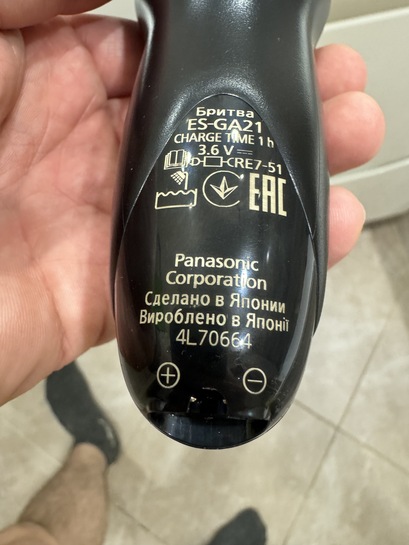 Бритва
ES-GA21
CHARGE TIME 1 h
3.6 V ⎓
RE7-51
EAC
Panasonic
Corporation
Сделано в Японии
Вироблено в Японії
4L70664
+ −